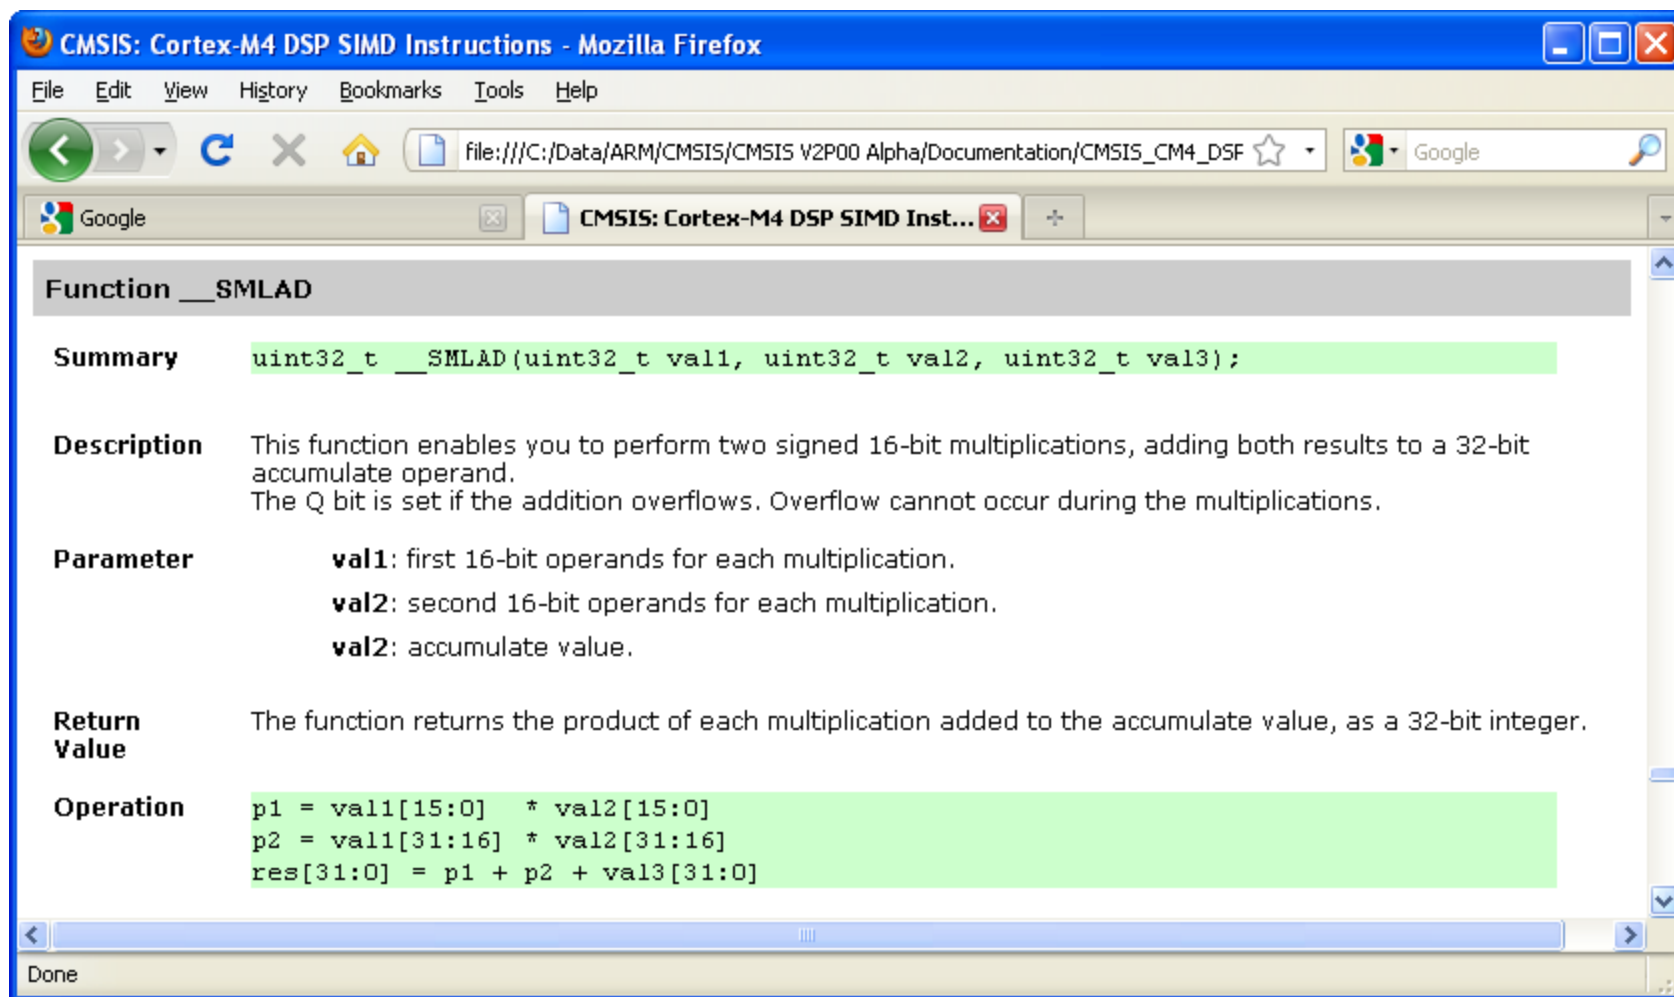 CMSIS: Cortex-M4 DSP SIMD Instructions - Mozilla Firefox
File Edit View History Bookmarks Tools Help
file:///C:/Data/ARM/CMSIS/CMSIS V2P00 Alpha/Documentation/CMSIS_CM4_DSP Google
Google CMSIS: Cortex-M4 DSP SIMD Inst...
Function __SMLAD
Summary uint32_t __SMLAD(uint32_t val1, uint32_t val2, uint32_t val3);
Description This function enables you to perform two signed 16-bit multiplications, adding both results to a 32-bit
accumulate operand.
The Q bit is set if the addition overflows. Overflow cannot occur during the multiplications.
Parameter val1: first 16-bit operands for each multiplication.
val2: second 16-bit operands for each multiplication.
val2: accumulate value.
Return The function returns the product of each multiplication added to the accumulate value, as a 32-bit integer.
Value
Operation p1 = val1[15:0] * val2[15:0]
p2 = val1[31:16] * val2[31:16]
res[31:0] = p1 + p2 + val3[31:0]
Done